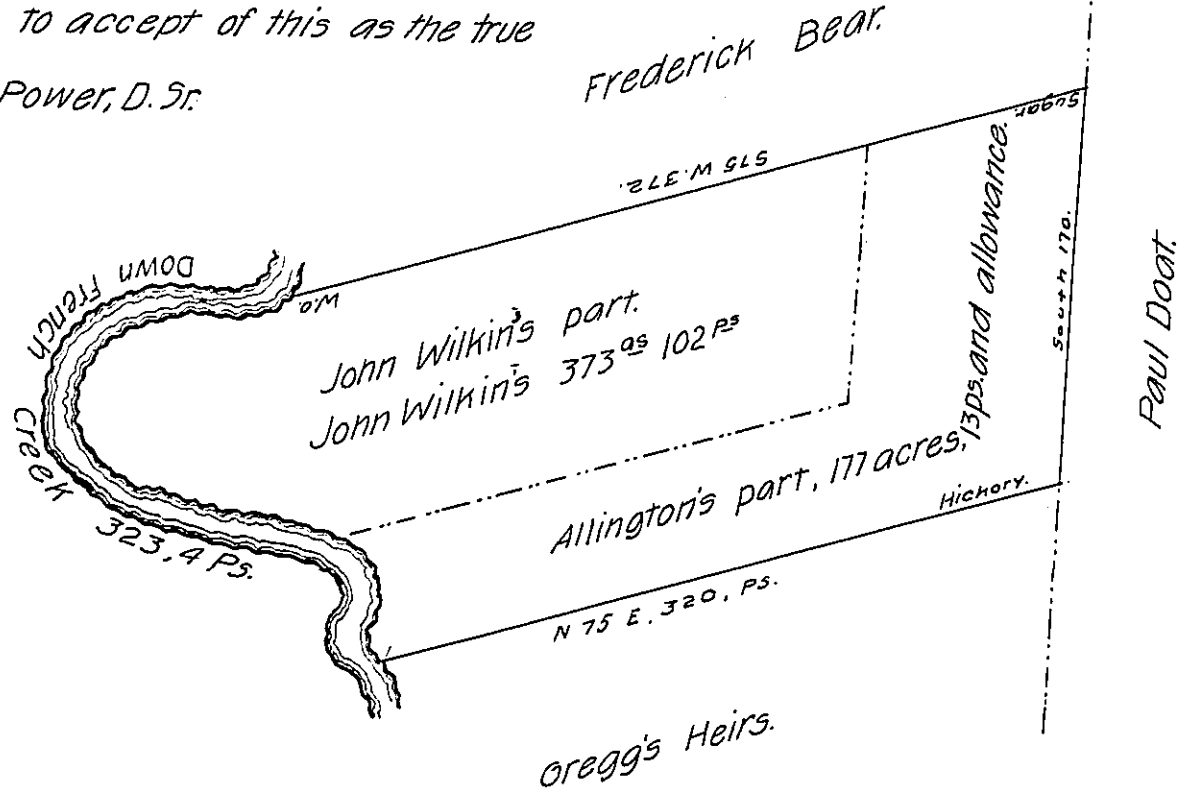 to accept of this as the true
Power, D. Sr.
Frederick Bear.
Sugar.
S75 W. 372.
13ps. and allowance.
South 170.
Paul Doat.
Down French
Creek
323,4 Ps.
W.O.
John Wilkin's part.
John Wilkin's 373 as 102 Ps
Allington's part, 177 acres,
Hickory.
N 75 E. 320, PS.
Gregg's Heirs.